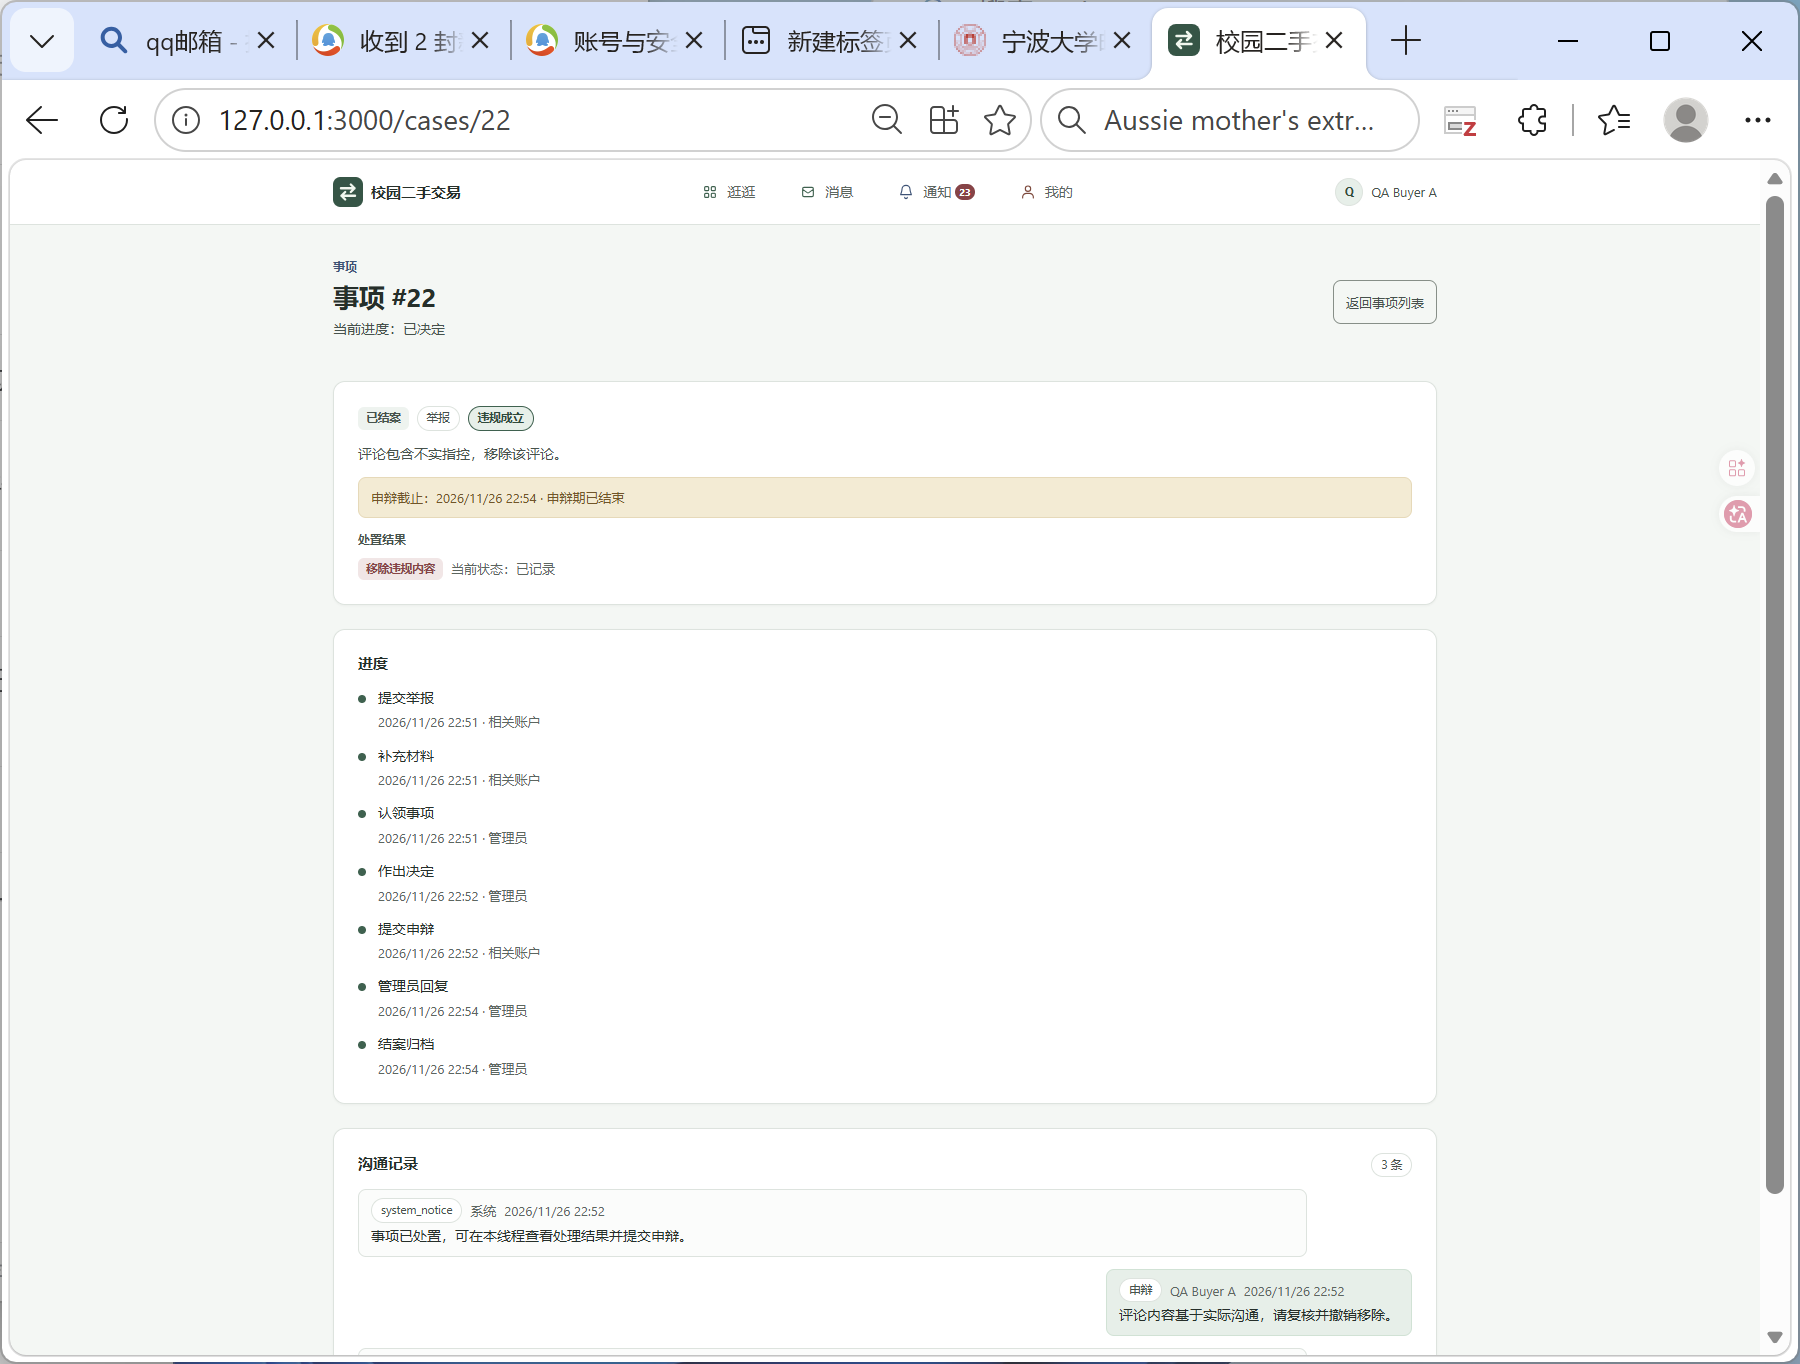 qq邮箱 -
收到 2 封
账号与安
新建标签
宁波大学
校园二手
127.0.0.1:3000/cases/22
Aussie mother's extr...
校园二手交易
逛逛
消息
通知 23
我的
Q QA Buyer A
事项
事项 #22
当前进度：已决定
返回事项列表
已结案 举报 违规成立
评论包含不实指控，移除该评论。
申辩截止：2026/11/26 22:54 · 申辩期已结束
处置结果
移除违规内容 当前状态：已记录
进度
提交举报
2026/11/26 22:51 · 相关账户
补充材料
2026/11/26 22:51 · 相关账户
认领事项
2026/11/26 22:51 · 管理员
作出决定
2026/11/26 22:52 · 管理员
提交申辩
2026/11/26 22:52 · 相关账户
管理员回复
2026/11/26 22:54 · 管理员
结案归档
2026/11/26 22:54 · 管理员
沟通记录
3 条
system_notice 系统 2026/11/26 22:52
事项已处置，可在本线程查看处理结果并提交申辩。
申辩 QA Buyer A 2026/11/26 22:52
评论内容基于实际沟通，请复核并撤销移除。